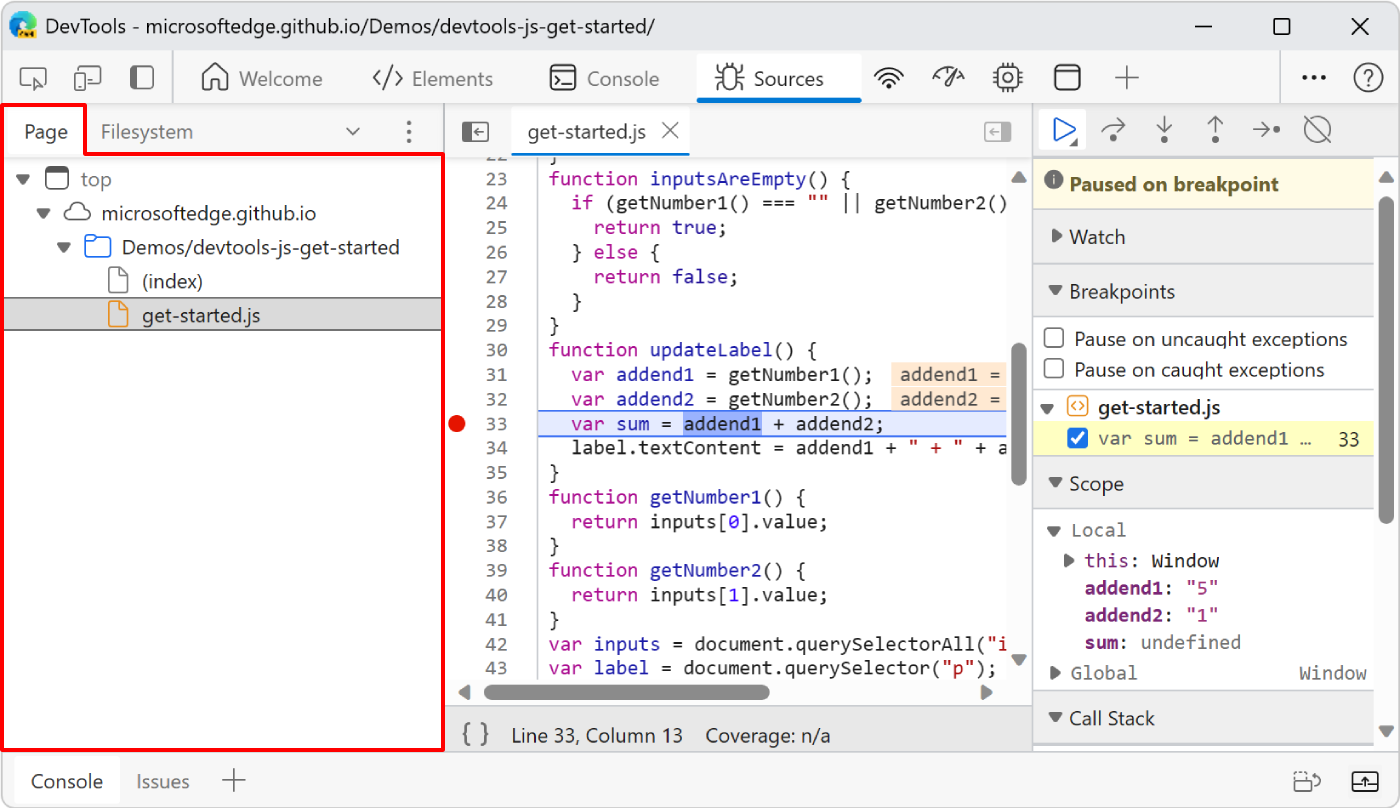 DevTools - microsoftedge.github.io/Demos/devtools-js-get-started/
Welcome </> Elements Console Sources
Page Filesystem
top
microsoftedge.github.io
Demos/devtools-js-get-started
(index)
get-started.js
get-started.js
23 function inputsAreEmpty() {
24 if (getNumber1() === "" || getNumber2()
25 return true;
26 } else {
27 return false;
28 }
29 }
30 function updateLabel() {
31 var addend1 = getNumber1(); addend1 =
32 var addend2 = getNumber2(); addend2 =
33 var sum = addend1 + addend2;
34 label.textContent = addend1 + " + " + a
35 }
36 function getNumber1() {
37 return inputs[0].value;
38 }
39 function getNumber2() {
40 return inputs[1].value;
41 }
42 var inputs = document.querySelectorAll("i
43 var label = document.querySelector("p");
{ } Line 33, Column 13 Coverage: n/a
Paused on breakpoint
Watch
Breakpoints
Pause on uncaught exceptions
Pause on caught exceptions
get-started.js
var sum = addend1 … 33
Scope
Local
this: Window
addend1: "5"
addend2: "1"
sum: undefined
Global Window
Call Stack
Console Issues